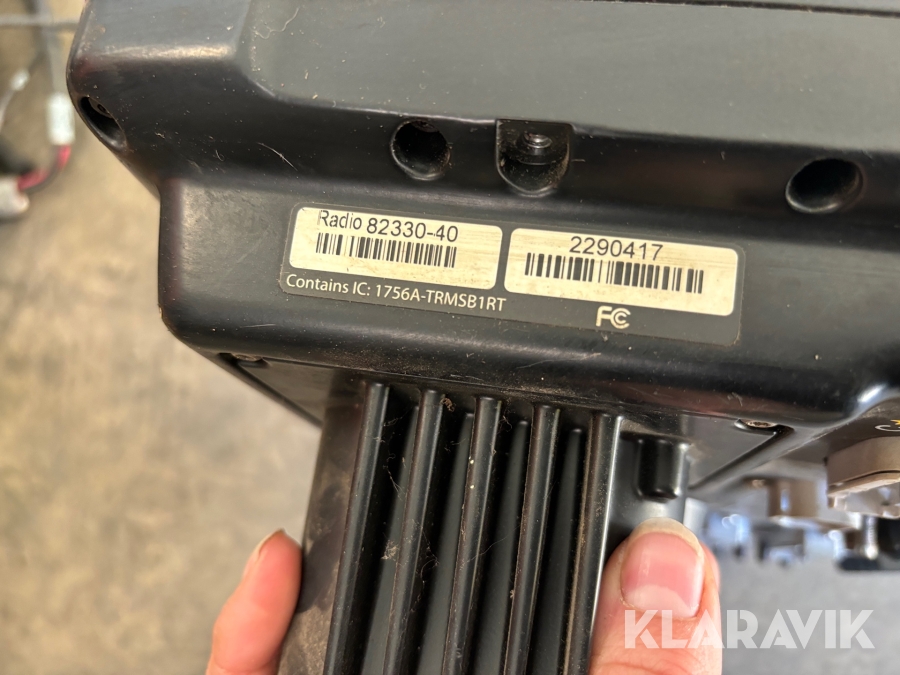 Radio 82330-40
2290417
Contains IC: 1756A-TRMSB1RT
FC
KLARAVIK